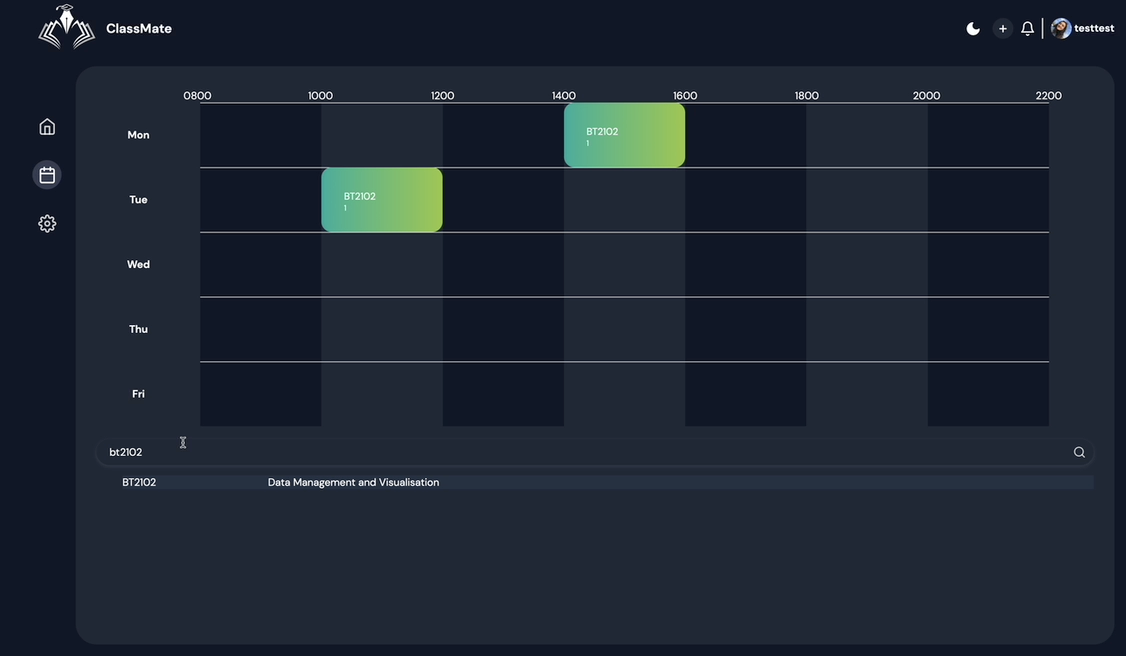 ClassMate
+
testtest
0800 1000 1200 1400 1600 1800 2000 2200
Mon
BT2102
1
Tue
BT2102
1
Wed
Thu
Fri
bt2102
BT2102 Data Management and Visualisation